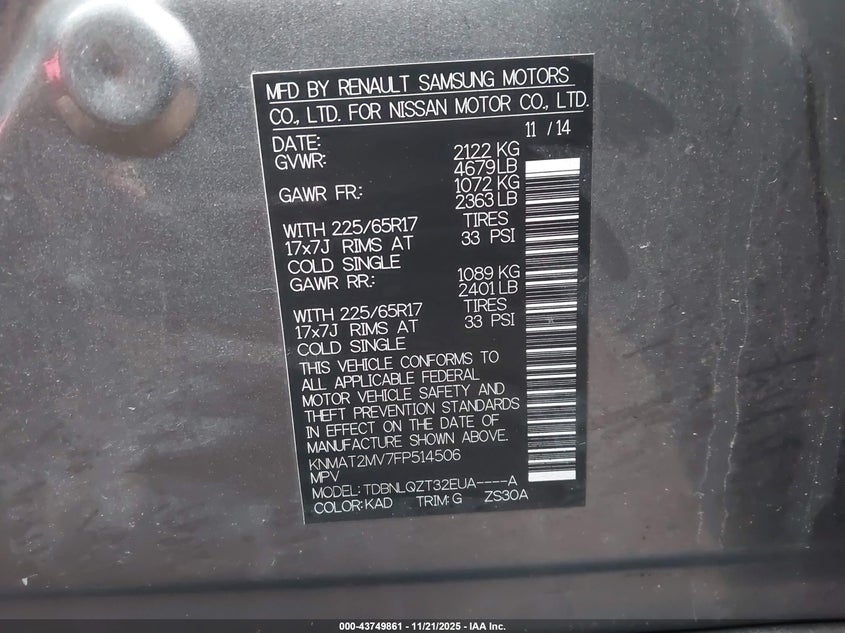 MFD BY RENAULT SAMSUNG MOTORS
CO., LTD. FOR NISSAN MOTOR CO., LTD.
DATE: 11 / 14
GVWR: 2122 KG
4679 LB
GAWR FR.: 1072 KG
2363 LB
WITH 225/65R17 TIRES
17x7J RIMS AT 33 PSI
COLD SINGLE
GAWR RR.: 1089 KG
2401 LB
WITH 225/65R17 TIRES
17x7J RIMS AT 33 PSI
COLD SINGLE
THIS VEHICLE CONFORMS TO
ALL APPLICABLE FEDERAL
MOTOR VEHICLE SAFETY AND
THEFT PREVENTION STANDARDS
IN EFFECT ON THE DATE OF
MANUFACTURE SHOWN ABOVE.
KNMAT2MV7FP514506
MPV
MODEL: TDBNLQZT32EUA----A
COLOR: KAD TRIM: G ZS30A
000-43749861 - 11/21/2025 - IAA Inc.